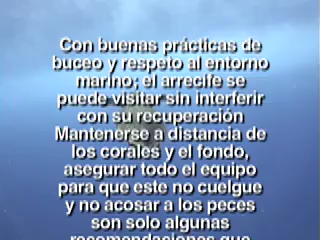 Con buenas prácticas de
buceo y respeto al entorno
marino; el arrecife se
puede visitar sin interferir
con su recuperación
Mantenerse a distancia de
los corales y el fondo,
asegurar todo el equipo
para que este no cuelgue
y no acosar a los peces
son solo algunas
recomendaciones que